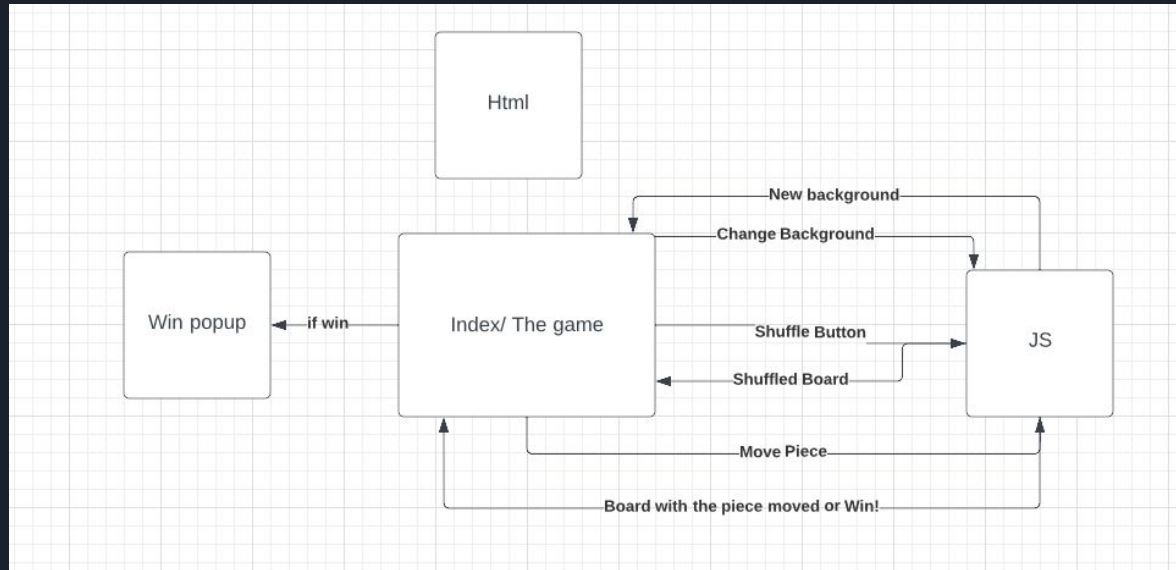 Html
New background
Change Background
Win popup
if win
Index/ The game
Shuffle Button
JS
Shuffled Board
Move Piece
Board with the piece moved or Win!